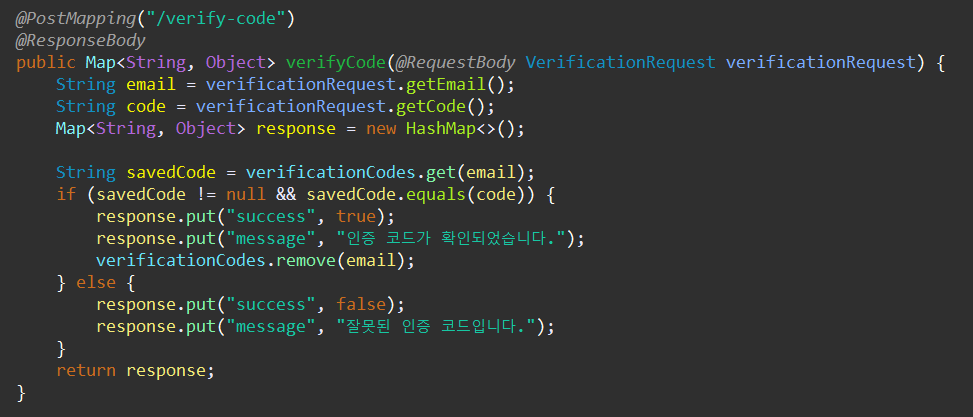 @PostMapping("/verify-code")
@ResponseBody
public Map<String, Object> verifyCode(@RequestBody VerificationRequest verificationRequest) {
    String email = verificationRequest.getEmail();
    String code = verificationRequest.getCode();
    Map<String, Object> response = new HashMap<>();

    String savedCode = verificationCodes.get(email);
    if (savedCode != null && savedCode.equals(code)) {
        response.put("success", true);
        response.put("message", "인증 코드가 확인되었습니다.");
        verificationCodes.remove(email);
    } else {
        response.put("success", false);
        response.put("message", "잘못된 인증 코드입니다.");
    }
    return response;
}